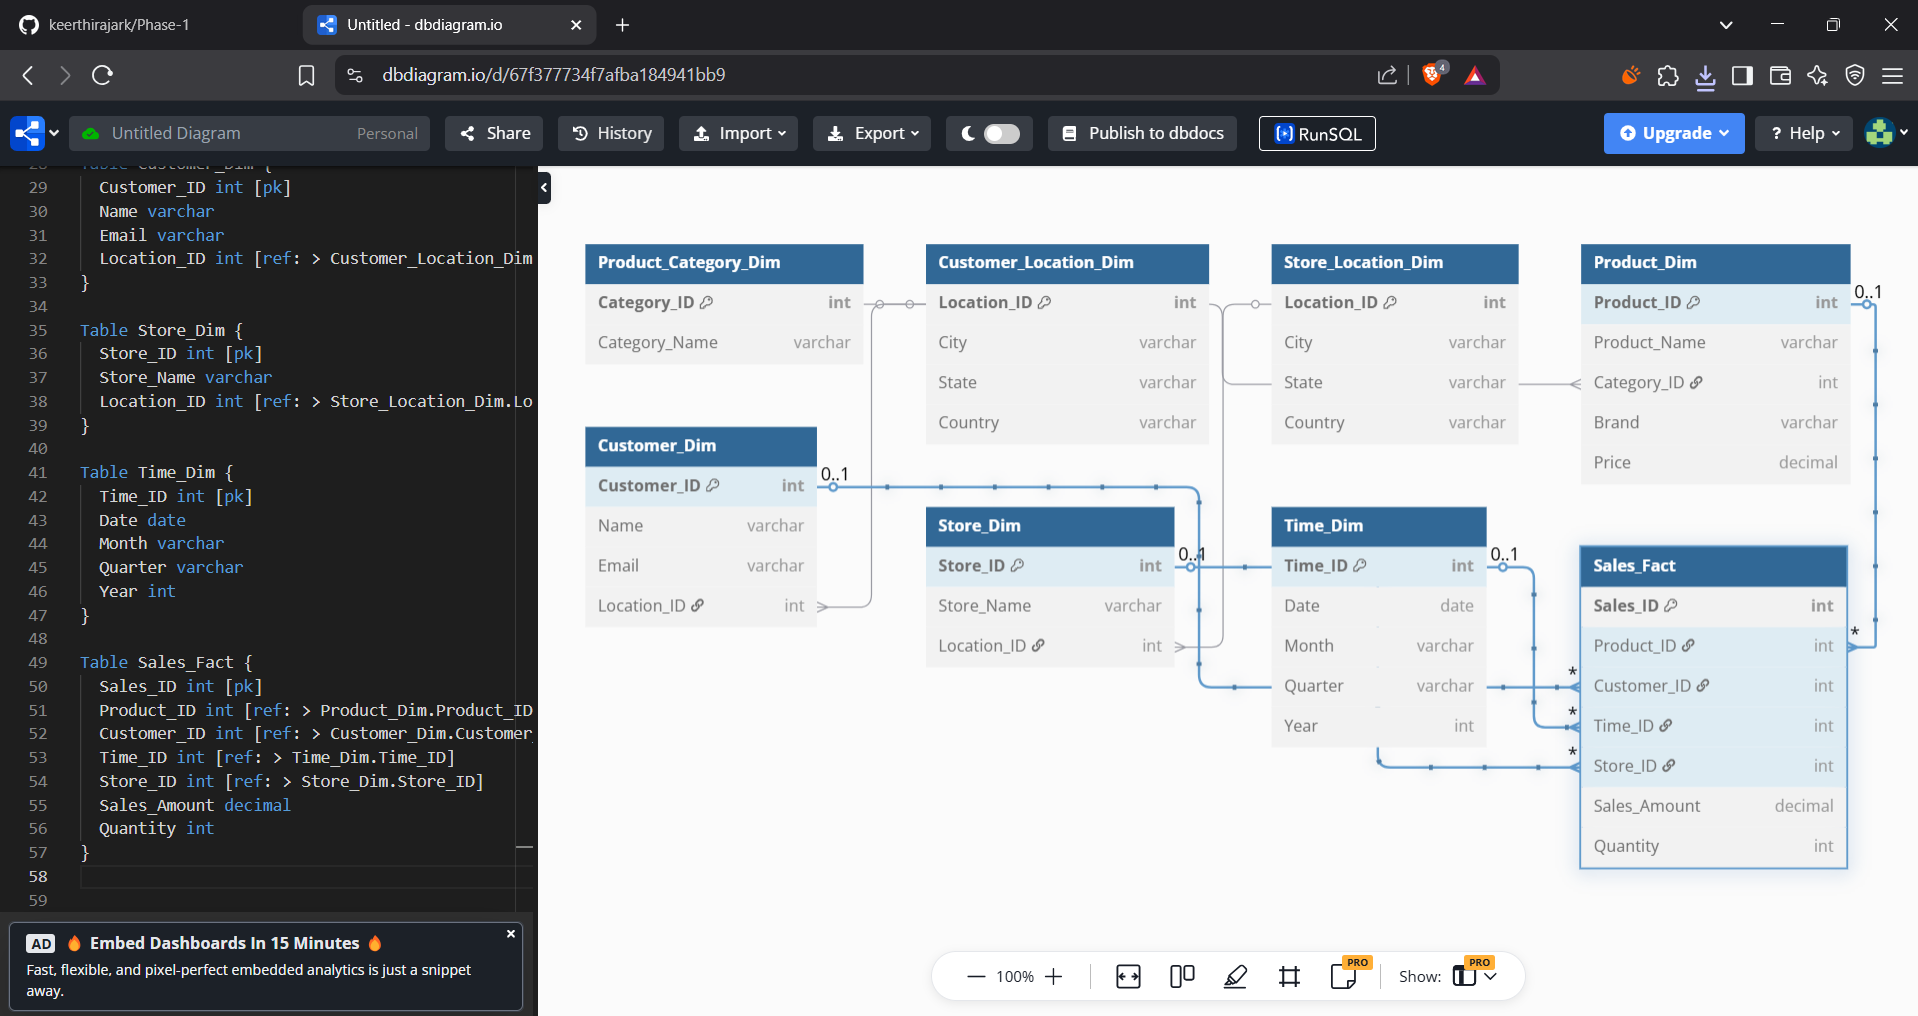 keerthirajark/Phase-1
Untitled - dbdiagram.io
dbdiagram.io/d/67f377734f7afba184941bb9
4
Untitled Diagram
Personal
Share
History
Import
Export
Publish to dbdocs
RunSQL
Upgrade
? Help
28 Table Customer_Dim {
29 Customer_ID int [pk]
30 Name varchar
31 Email varchar
32 Location_ID int [ref: > Customer_Location_Dim
33 }
34
35 Table Store_Dim {
36 Store_ID int [pk]
37 Store_Name varchar
38 Location_ID int [ref: > Store_Location_Dim.Lo
39 }
40
41 Table Time_Dim {
42 Time_ID int [pk]
43 Date date
44 Month varchar
45 Quarter varchar
46 Year int
47 }
48
49 Table Sales_Fact {
50 Sales_ID int [pk]
51 Product_ID int [ref: > Product_Dim.Product_ID
52 Customer_ID int [ref: > Customer_Dim.Customer_
53 Time_ID int [ref: > Time_Dim.Time_ID]
54 Store_ID int [ref: > Store_Dim.Store_ID]
55 Sales_Amount decimal
56 Quantity int
57 }
58
59
AD Embed Dashboards In 15 Minutes
Fast, flexible, and pixel-perfect embedded analytics is just a snippet
away.
Product_Category_Dim
Category_ID int
Category_Name varchar
Customer_Location_Dim
Location_ID int
City varchar
State varchar
Country varchar
Store_Location_Dim
Location_ID int
City varchar
State varchar
Country varchar
Product_Dim
Product_ID int
Product_Name varchar
Category_ID int
Brand varchar
Price decimal
0..1
Customer_Dim
Customer_ID int
Name varchar
Email varchar
Location_ID int
0..1
Store_Dim
Store_ID int
Store_Name varchar
Location_ID int
0..1
Time_Dim
Time_ID int
Date date
Month varchar
Quarter varchar
Year int
0..1
Sales_Fact
Sales_ID int
Product_ID int
Customer_ID int
Time_ID int
Store_ID int
Sales_Amount decimal
Quantity int
*
*
*
*
100%
PRO
Show:
PRO